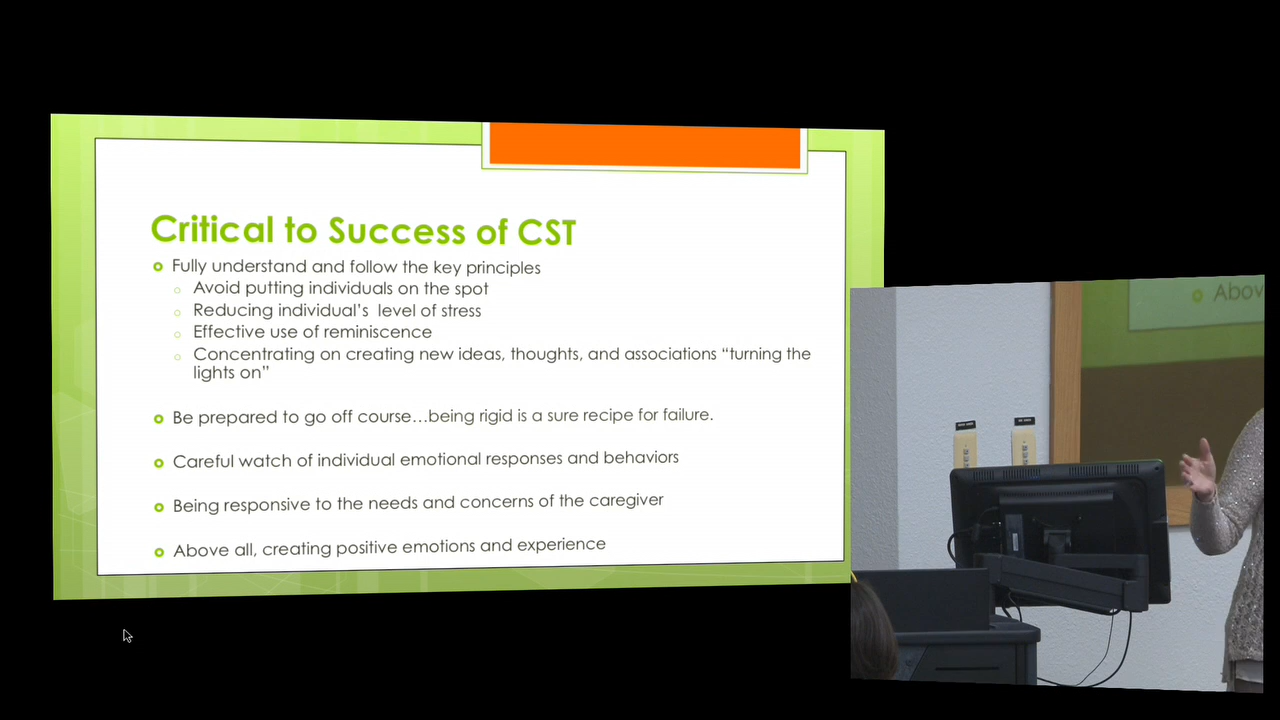 Critical to Success of CST
Fully understand and follow the key principles
Avoid putting individuals on the spot
Reducing individual's  level of stress
Effective use of reminiscence
Concentrating on creating new ideas, thoughts, and associations “turning the
lights on”
Be prepared to go off course…being rigid is a sure recipe for failure.
Careful watch of individual emotional responses and behaviors
Being responsive to the needs and concerns of the caregiver
Above all, creating positive emotions and experience
Abov